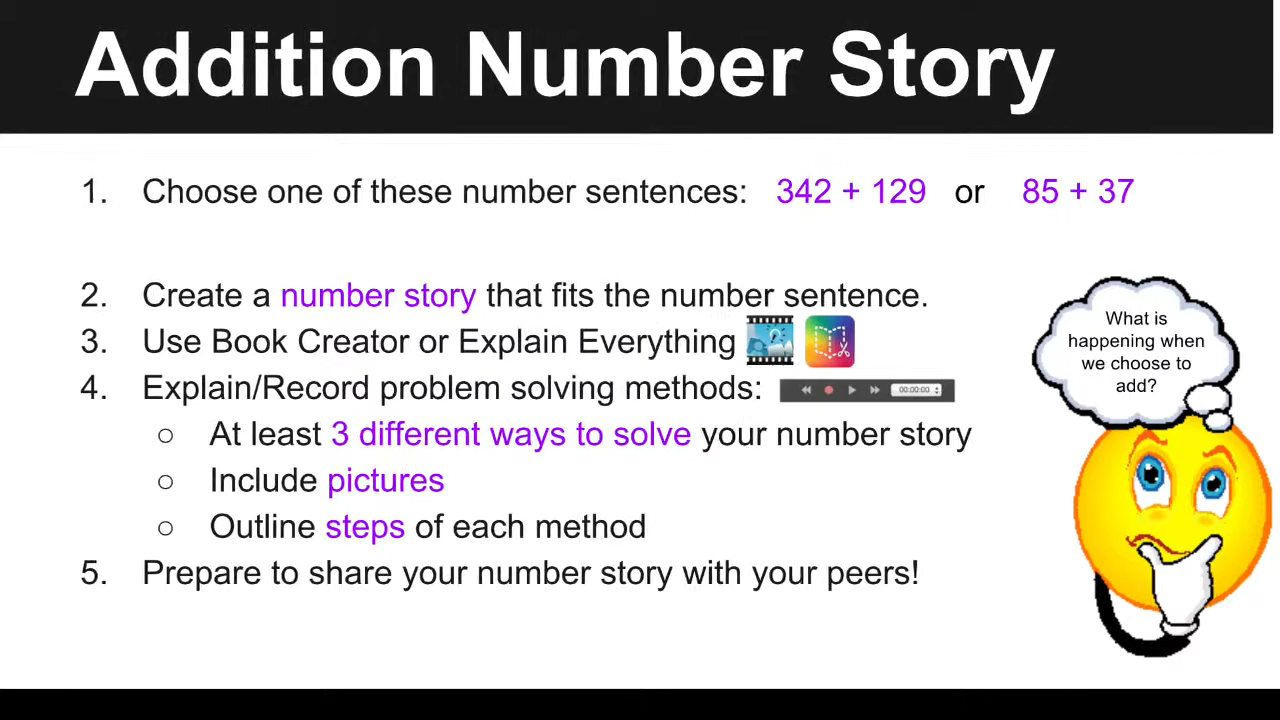 Addition Number Story
1. Choose one of these number sentences: 342 + 129 or 85 + 37
2. Create a number story that fits the number sentence.
3. Use Book Creator or Explain Everything
4. Explain/Record problem solving methods:
00:00:00
○ At least 3 different ways to solve your number story
○ Include pictures
○ Outline steps of each method
5. Prepare to share your number story with your peers!
What is
happening when
we choose to
add?